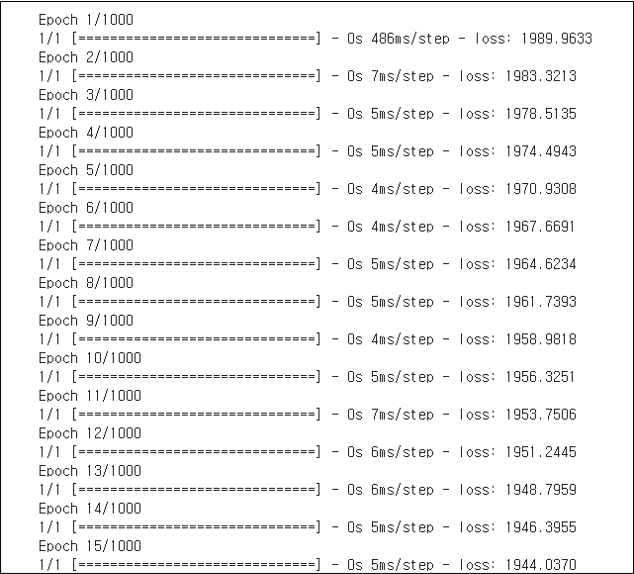 Epoch 1/1000
1/1 [==============================] - 0s 486ms/step - loss: 1989.9633
Epoch 2/1000
1/1 [==============================] - 0s 7ms/step - loss: 1983.3213
Epoch 3/1000
1/1 [==============================] - 0s 5ms/step - loss: 1978.5135
Epoch 4/1000
1/1 [==============================] - 0s 5ms/step - loss: 1974.4943
Epoch 5/1000
1/1 [==============================] - 0s 4ms/step - loss: 1970.9308
Epoch 6/1000
1/1 [==============================] - 0s 4ms/step - loss: 1967.6691
Epoch 7/1000
1/1 [==============================] - 0s 5ms/step - loss: 1964.6234
Epoch 8/1000
1/1 [==============================] - 0s 5ms/step - loss: 1961.7393
Epoch 9/1000
1/1 [==============================] - 0s 4ms/step - loss: 1958.9818
Epoch 10/1000
1/1 [==============================] - 0s 5ms/step - loss: 1956.3251
Epoch 11/1000
1/1 [==============================] - 0s 7ms/step - loss: 1953.7506
Epoch 12/1000
1/1 [==============================] - 0s 6ms/step - loss: 1951.2445
Epoch 13/1000
1/1 [==============================] - 0s 6ms/step - loss: 1948.7959
Epoch 14/1000
1/1 [==============================] - 0s 5ms/step - loss: 1946.3955
Epoch 15/1000
1/1 [==============================] - 0s 5ms/step - loss: 1944.0370